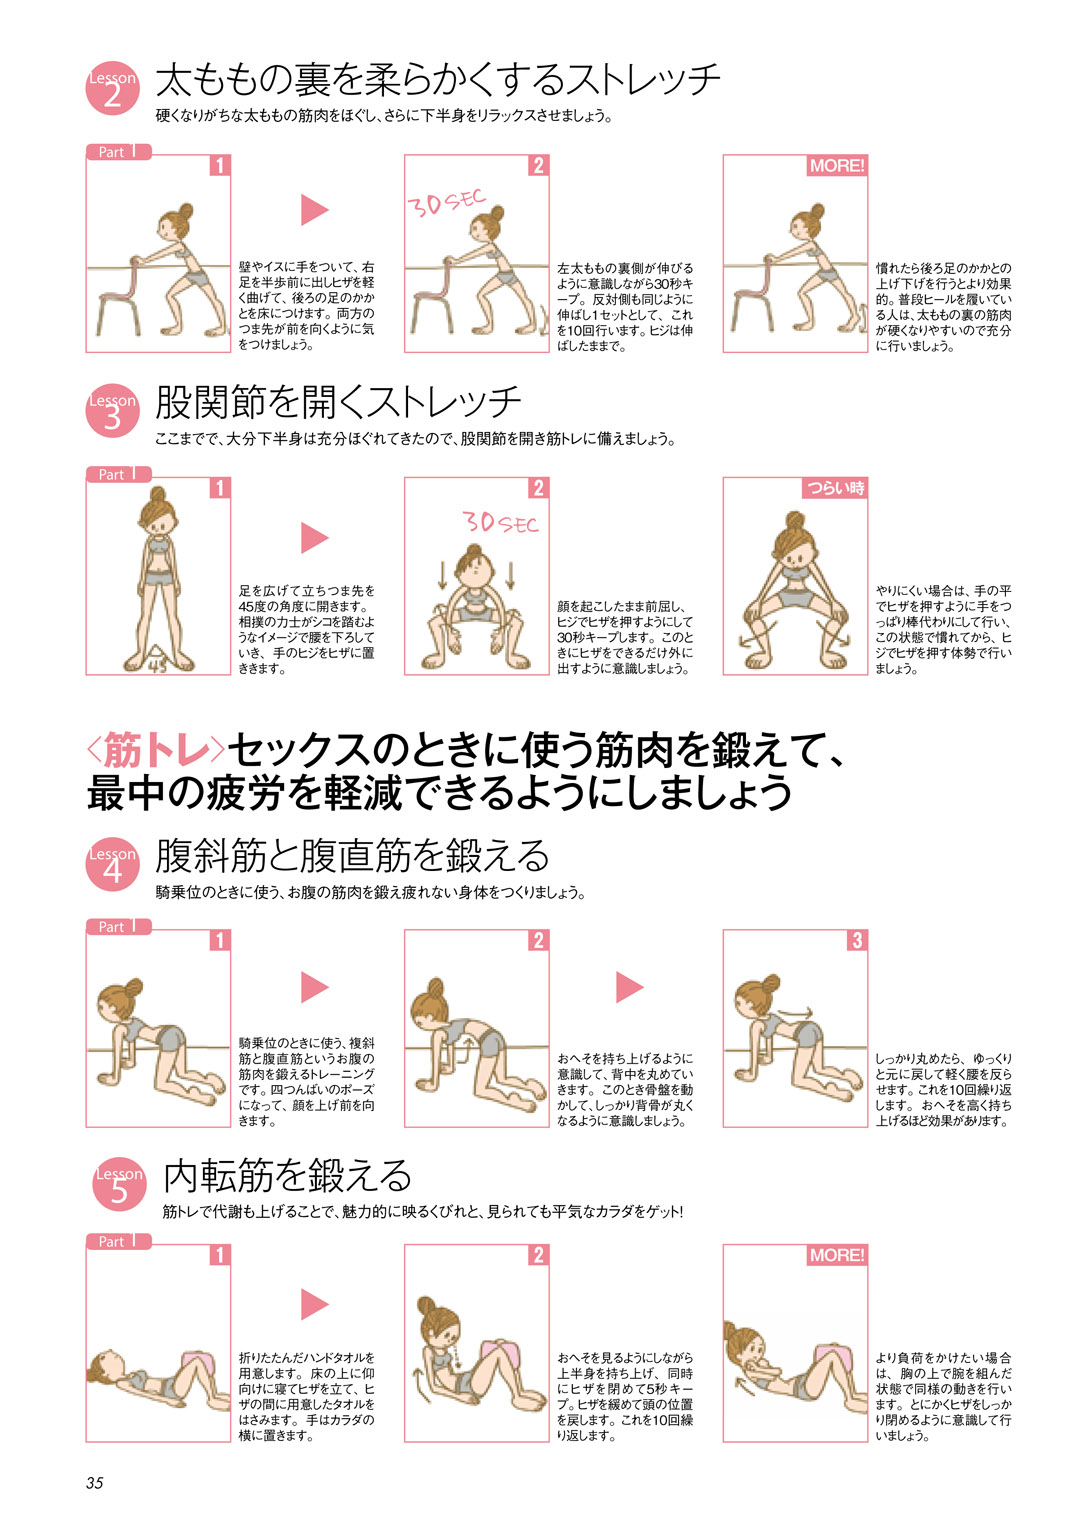 Lesson
2
太ももの裏を柔らかくするストレッチ
硬くなりがちな太ももの筋肉をほぐし、さらに下半身をリラックスさせましょう。
Part 1
1
壁やイスに手をついて、右
足を半歩前に出しヒザを軽
く曲げて、後ろの足のかか
とを床につけます。両方の
つま先が前を向くように気
をつけましょう。
2
30 SEC
左太ももの裏側が伸びる
ように意識しながら30秒キ
ープ。反対側も同じように
伸ばし1セットとして、これ
を10回行います。ヒジは伸
ばしたままで。
MORE!
慣れたら後ろ足のかかとの
上げ下げを行うとより効果
的。普段ヒールを履いてい
る人は、太ももの裏の筋肉
が硬くなりやすいので充分
に行いましょう。
Lesson
3
股関節を開くストレッチ
ここまでで、大分下半身は充分ほぐれてきたので、股関節を開き筋トレに備えましょう。
Part 1
1
45
足を広げて立ちつま先を
45度の角度に開きます。
相撲の力士がシコを踏むよ
うなイメージで腰を下ろして
いき、手のヒジをヒザに置
ききます。
2
30 SEC
顔を起こしたまま前屈し、
ヒジでヒザを押すようにして
30秒キープします。このと
きにヒザをできるだけ外に
出すように意識しましょう。
つらい時
やりにくい場合は、手の平
でヒザを押すように手をつ
っぱり棒代わりにして行い、
この状態で慣れてから、ヒ
ジでヒザを押す体勢で行い
ましょう。
〈筋トレ〉セックスのときに使う筋肉を鍛えて、
最中の疲労を軽減できるようにしましょう
Lesson
4
腹斜筋と腹直筋を鍛える
騎乗位のときに使う、お腹の筋肉を鍛え疲れない身体をつくりましょう。
Part 1
1
騎乗位のときに使う、複斜
筋と腹直筋というお腹の
筋肉を鍛えるトレーニング
です。四つんばいのポーズ
になって、顔を上げ前を向
きます。
2
おへそを持ち上げるように
意識して、背中を丸めてい
きます。このとき骨盤を動
かして、しっかり背骨が丸く
なるように意識しましょう。
3
しっかり丸めたら、ゆっくり
と元に戻して軽く腰を反ら
せます。これを10回繰り返
します。おへそを高く持ち
上げるほど効果があります。
Lesson
5
内転筋を鍛える
筋トレで代謝も上げることで、魅力的に映るくびれと、見られても平気なカラダをゲット!
Part 1
1
折りたたんだハンドタオルを
用意します。床の上に仰
向けに寝てヒザを立て、ヒ
ザの間に用意したタオルを
はさみます。手はカラダの
横に置きます。
2
おへそを見るようにしながら
上半身を持ち上げ、同時
にヒザを閉めて5秒キー
プ。ヒザを緩めて頭の位置
を戻します。これを10回繰
り返します。
MORE!
より負荷をかけたい場合
は、胸の上で腕を組んだ
状態で同様の動きを行い
ます。とにかくヒザをしっか
り閉めるように意識して行
いましょう。
35